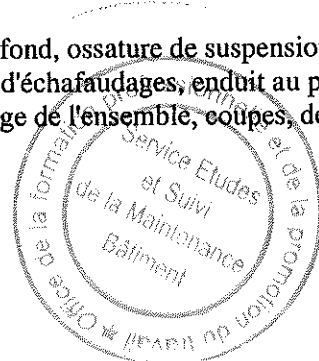 fond, ossature de suspensio
d'échafaudages, enduit au p
ge de l'ensemble, coupes, de
Office de la formation professionnelle et de la promotion du travail
Service Etudes
et Suivi
de la Maintenance
Bâtiment